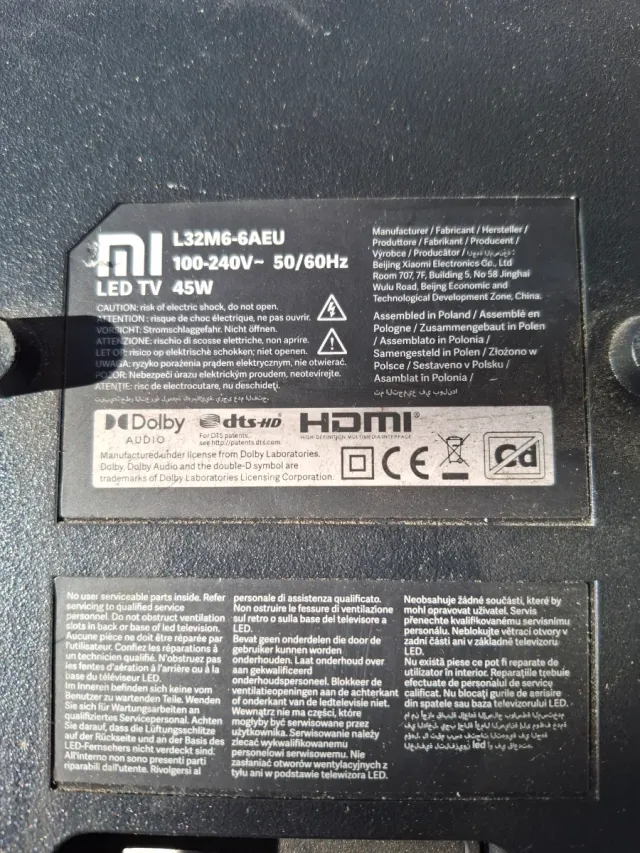 mi
L32M6-6AEU
100-240V~ 50/60Hz
LED TV 45W
CAUTION: risk of electric shock, do not open.
ATTENTION : risque de choc électrique, ne pas ouvrir.
VORSICHT: Stromschlaggefahr. Nicht öffnen.
ATTENZIONE: rischio di scosse elettriche, non aprire.
LET OP: risico op elektrische schokken; niet openen.
UWAGA: ryzyko porażenia prądem elektrycznym, nie otwierać.
POZOR: Nebezpečí úrazu elektrickým proudem, neotevírejte.
ATENȚIE: risc de electrocutare, nu deschideți.
Manufacturer / Fabricant / Hersteller /
Produttore / Fabrikant / Producent /
Výrobce / Producător /
Beijing Xiaomi Electronics Co., Ltd
Room 707, 7F, Building 5, No 58 Jinghai
Wulu Road, Beijng Economic and
Technological Development Zone, China.
Assembled in Poland / Assemblé en
Pologne / Zusammengebaut in Polen
/ Assemblato in Polonia /
Samengesteld in Polen / Złożono w
Polsce / Sestaveno v Polsku /
Asamblat în Polonia /
Dolby
AUDIO
dts-HD
For DTS patents,
see http://patents.dts.com.
HDMI
HIGH-DEFINITION MULTIMEDIA INTERFACE
Manufactured under license from Dolby Laboratories.
Dolby, Dolby Audio and the double-D symbol are
trademarks of Dolby Laboratories Licensing Corporation.
CE
Cd
No user serviceable parts inside. Refer
servicing to qualified service
personnel. Do not obstruct ventilation
slots in back or base of led television.
Aucune pièce ne doit être réparée par
l'utilisateur. Confiez les réparations à
un technicien qualifié. N'obstruez pas
les fentes d'aération à l'arrière ou à la
base du téléviseur LED.
Im Inneren befinden sich keine vom
Benutzer zu wartenden Teile. Wenden
Sie sich für Wartungsarbeiten an
qualifiziertes Servicepersonal. Achten
Sie darauf, dass die Lüftungsschlitze
auf der Rückseite und an der Basis des
LED-Fernsehers nicht verdeckt sind.
All'interno non sono presenti parti
riparabili dall'utente. Rivolgersi al
personale di assistenza qualificato.
Non ostruire le fessure di ventilazione
sul retro o sulla base del televisore a
LED.
Bevat geen onderdelen die door de
gebruiker kunnen worden
onderhouden. Laat onderhoud over
aan gekwalificeerd
onderhoudspersoneel. Blokkeer de
ventilatieopeningen aan de achterkant
of onderkant van de ledtelevisie niet.
Wewnątrz nie ma części, które
mogłyby być serwisowane przez
użytkownika. Serwisowanie należy
zlecać wykwalifikowanemu
personelowi serwisowemu. Nie
zasłaniać otworów wentylacyjnych z
tyłu ani w podstawie telewizora LED.
Neobsahuje žádné součásti, které by
mohl opravovat uživatel. Servis
přenechte kvalifikovanému servisnímu
personálu. Neblokujte větrací otvory v
zadní části ani v základně televizoru
LED.
Nu există piese ce pot fi reparate de
utilizator în interior. Reparațiile trebuie
efectuate de personalul de service
calificat. Nu blocați gurile de aerisire
din spatele sau baza televizorului LED.
led